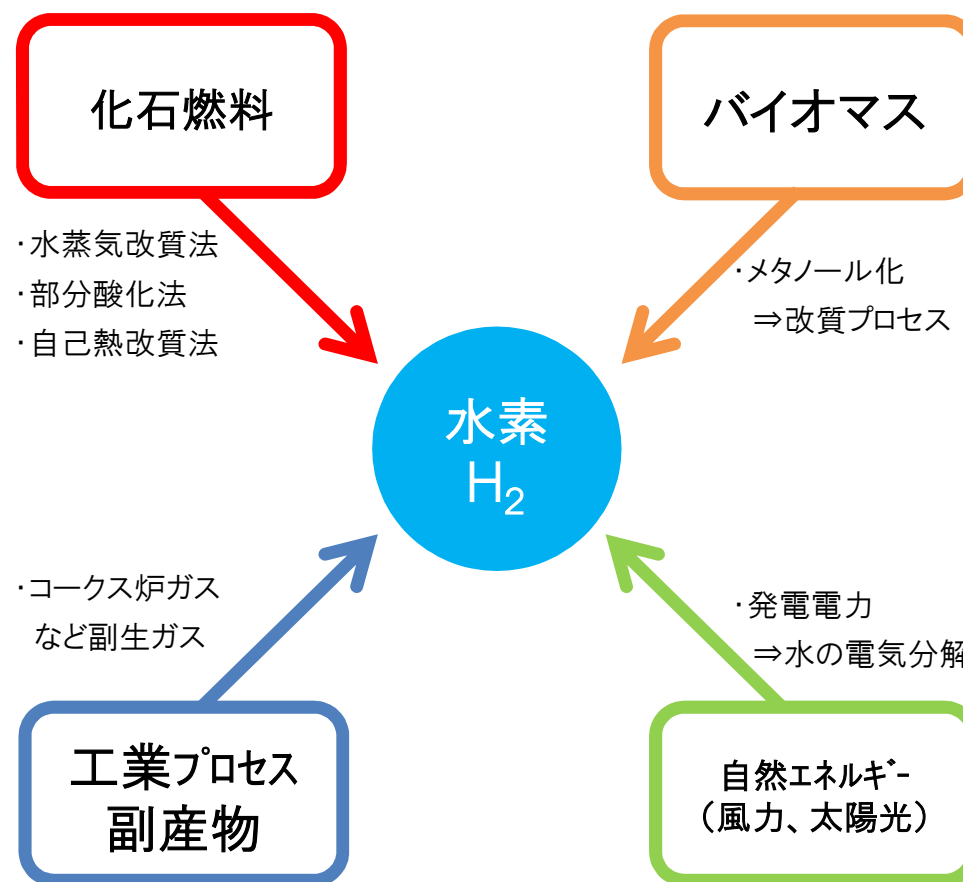 化石燃料
バイオマス
・水蒸気改質法
・部分酸化法
・自己熱改質法
・メタノール化
⇒改質プロセス
水素
H₂
・コークス炉ガス
など副生ガス
・発電電力
⇒水の電気分解
工業プロセス
副産物
自然エネルギー
（風力、太陽光）